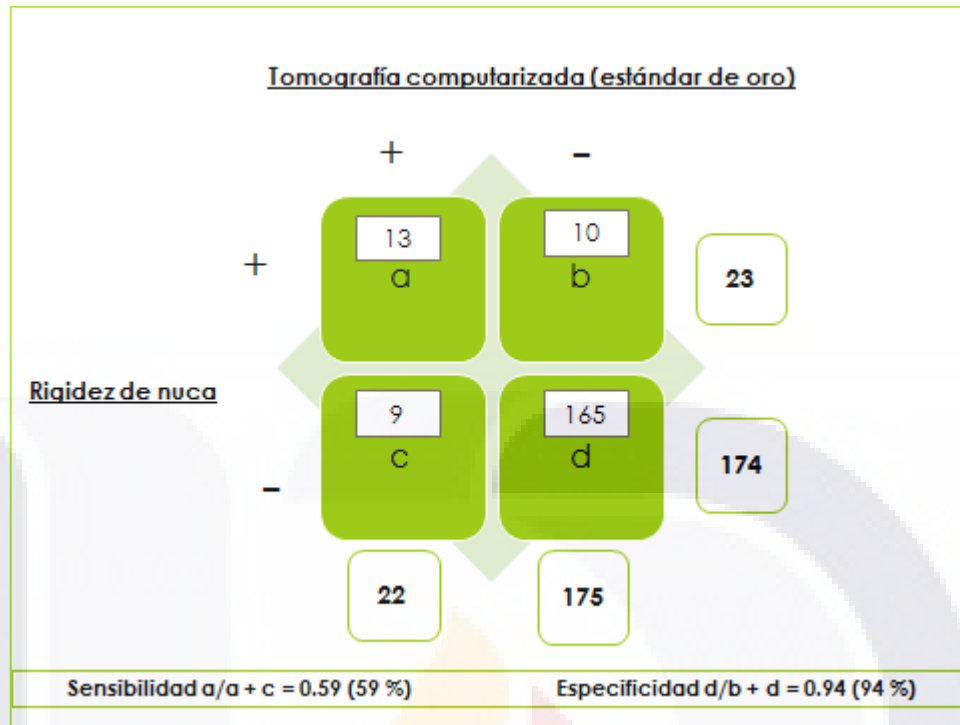 Tomografía computarizada (estándar de oro)
+ -
13 10
+ a b 23
Rigidez de nuca
9 165
- c d 174
22 175
Sensibilidad a/a + c = 0.59 (59 %) Especificidad d/b + d = 0.94 (94 %)